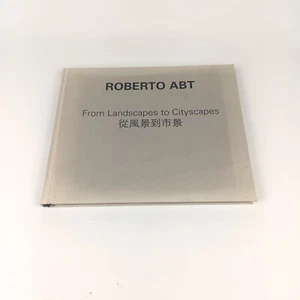 ROBERTO ABT
From Landscapes to Cityscapes
從風景到市景